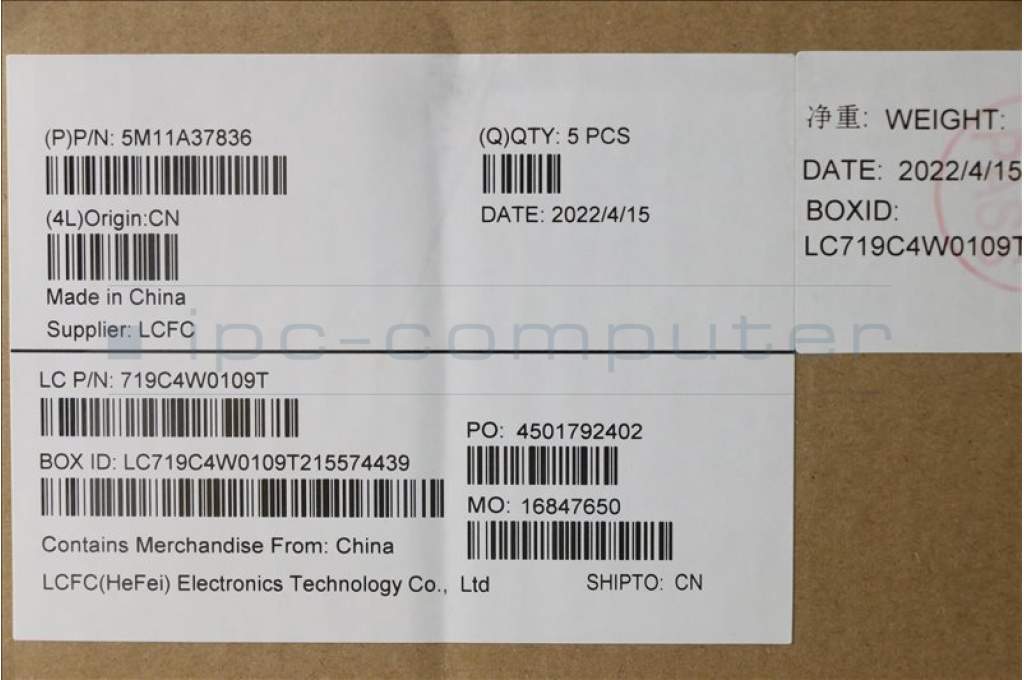 (P)P/N: 5M11A37836
(Q)QTY: 5 PCS
(4L)Origin:CN
DATE: 2022/4/15
Made in China
Supplier: LCFC
净重: WEIGHT:
DATE: 2022/4/15
BOXID:
LC719C4W0109T
PASS
ipc-computer
LC P/N: 719C4W0109T
PO: 4501792402
BOX ID: LC719C4W0109T215574439
MO: 16847650
Contains Merchandise From: China
LCFC(HeFei) Electronics Technology Co., Ltd
SHIPTO: CN